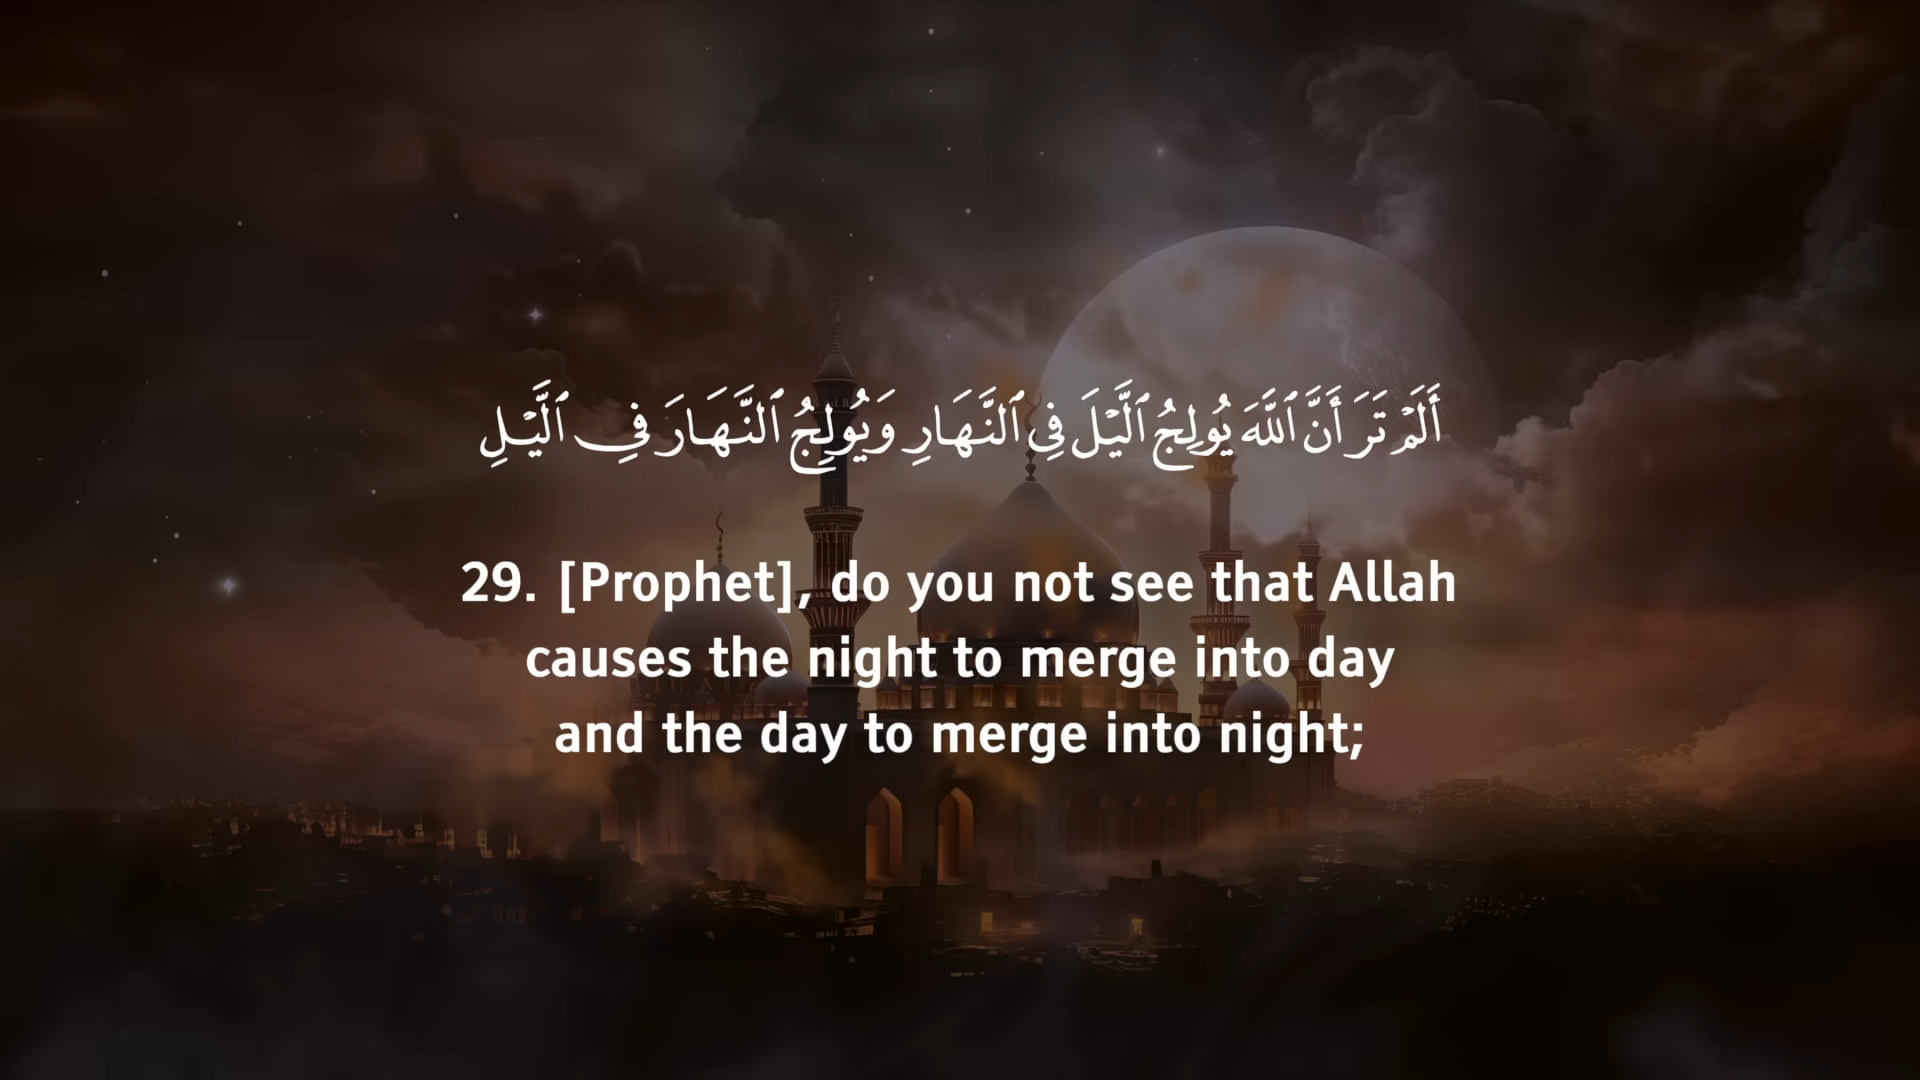 أَلَمْ تَرَ أَنَّ ٱللَّهَ يُولِجُ ٱلَّيْلَ فِى ٱلنَّهَارِ وَيُولِجُ ٱلنَّهَارَ فِى ٱلَّيْلِ
29. [Prophet], do you not see that Allah
causes the night to merge into day
and the day to merge into night;